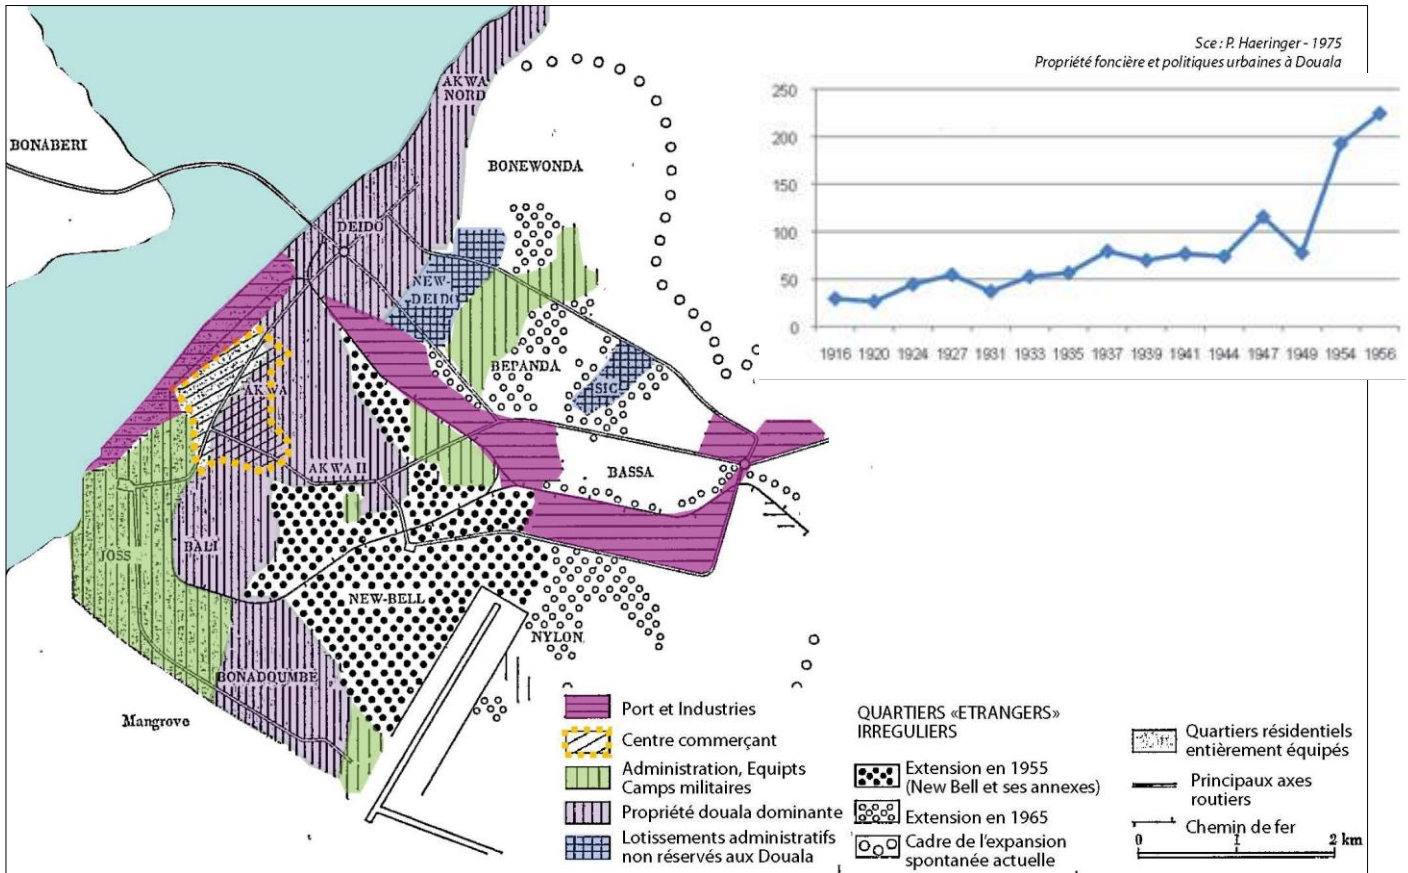 Sce : P. Haeringer - 1975
Propriété foncière et politiques urbaines à Douala
250
200
150
100
50
0
1916 1920 1924 1927 1931 1933 1935 1937 1939 1941 1944 1947 1949 1954 1956
AKWA
NORD
BONABERI
BONEWONDA
DEIDO
NEW-
DEIDO
BEPANDA
SIC
AKWA
AKWA II
BASSA
JOSS
BALI
NEW-BELL
NYLON
BONADOUMBE
Mangrove
Port et Industries
Centre commerçant
Administration, Equipts
Camps militaires
Propriété douala dominante
Lotissements administratifs
non réservés aux Douala
QUARTIERS «ETRANGERS»
IRREGULIERS
Extension en 1955
(New Bell et ses annexes)
Extension en 1965
Cadre de l'expansion
spontanée actuelle
Quartiers résidentiels
entièrement équipés
Principaux axes
routiers
Chemin de fer
0 1 2 km